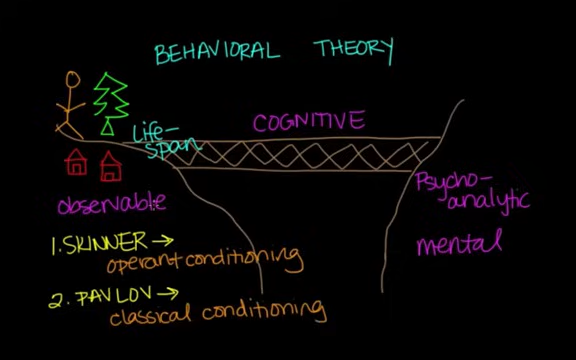 BEHAVIORAL THEORY
Life-
span
COGNITIVE
observable
1. SKINNER →
operant conditioning
2. PAVLOV →
classical conditioning
Psycho-
analytic
mental